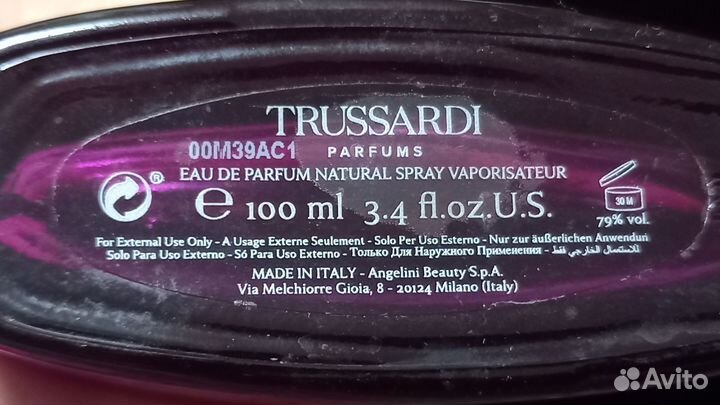 TRUSSARDI
00M39AC1 PARFUMS
EAU DE PARFUM NATURAL SPRAY VAPORISATEUR
®
e 100 ml 3.4 fl.oz.U.S.
30 M
79% vol.
For External Use Only - A Usage Externe Seulement - Solo Per Uso Esterno - Nur zur äußerlichen Anwendun
Solo Para Uso Externo - Só Para Uso Externo - Только Для Наружного Применения - للاستعمال الخارجي فقط
MADE IN ITALY - Angelini Beauty S.p.A.
Via Melchiorre Gioia, 8 - 20124 Milano (Italy)
Avito